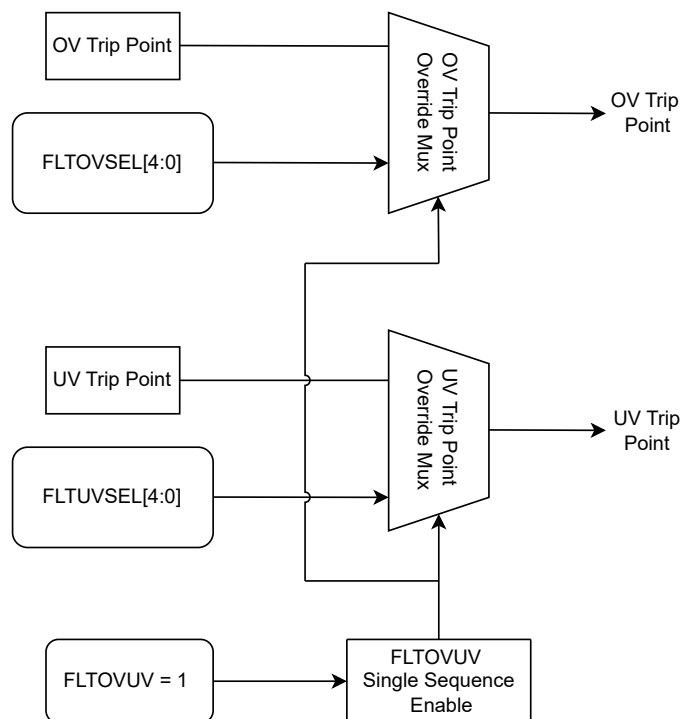 OV Trip Point
FLTOVSEL[4:0]
OV Trip Point
Override Mux
OV Trip
Point
UV Trip Point
FLTUVSEL[4:0]
UV Trip Point
Override Mux
UV Trip
Point
FLTOVUV = 1
FLTOVUV
Single Sequence
Enable